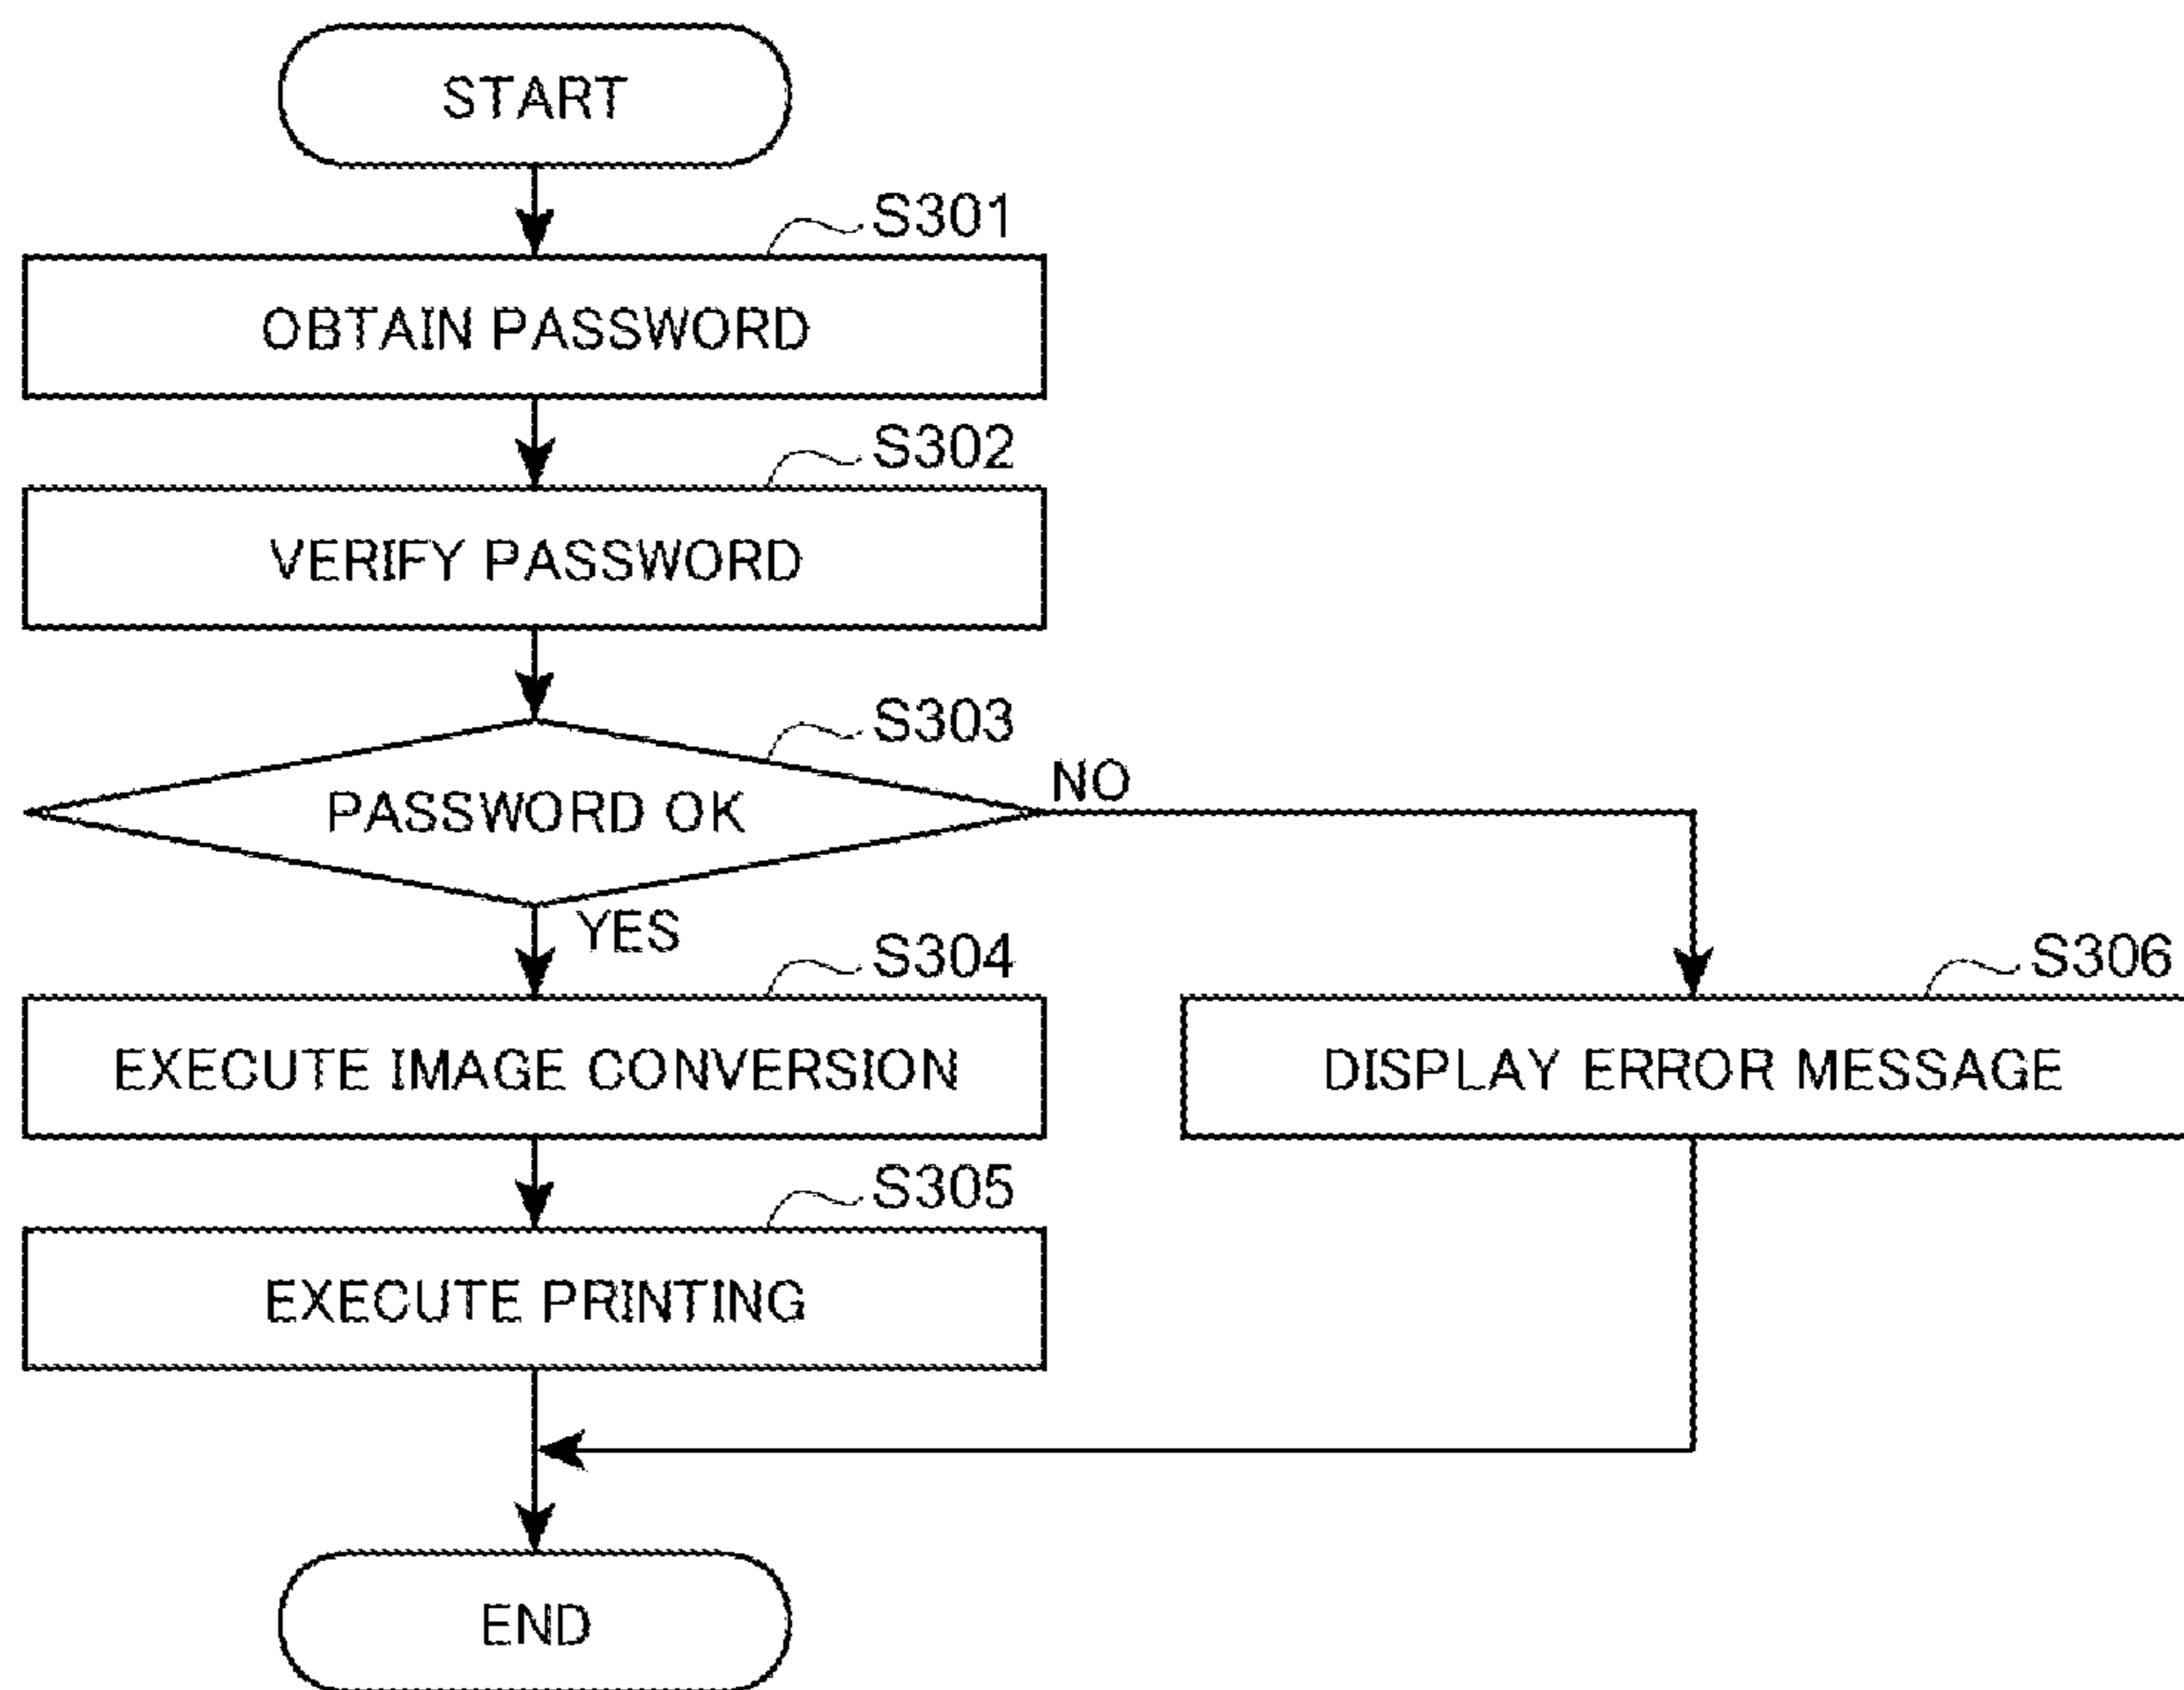 START
S301
OBTAIN PASSWORD
S302
VERIFY PASSWORD
S303
PASSWORD OK
NO
YES
S304
EXECUTE IMAGE CONVERSION
S306
DISPLAY ERROR MESSAGE
S305
EXECUTE PRINTING
END